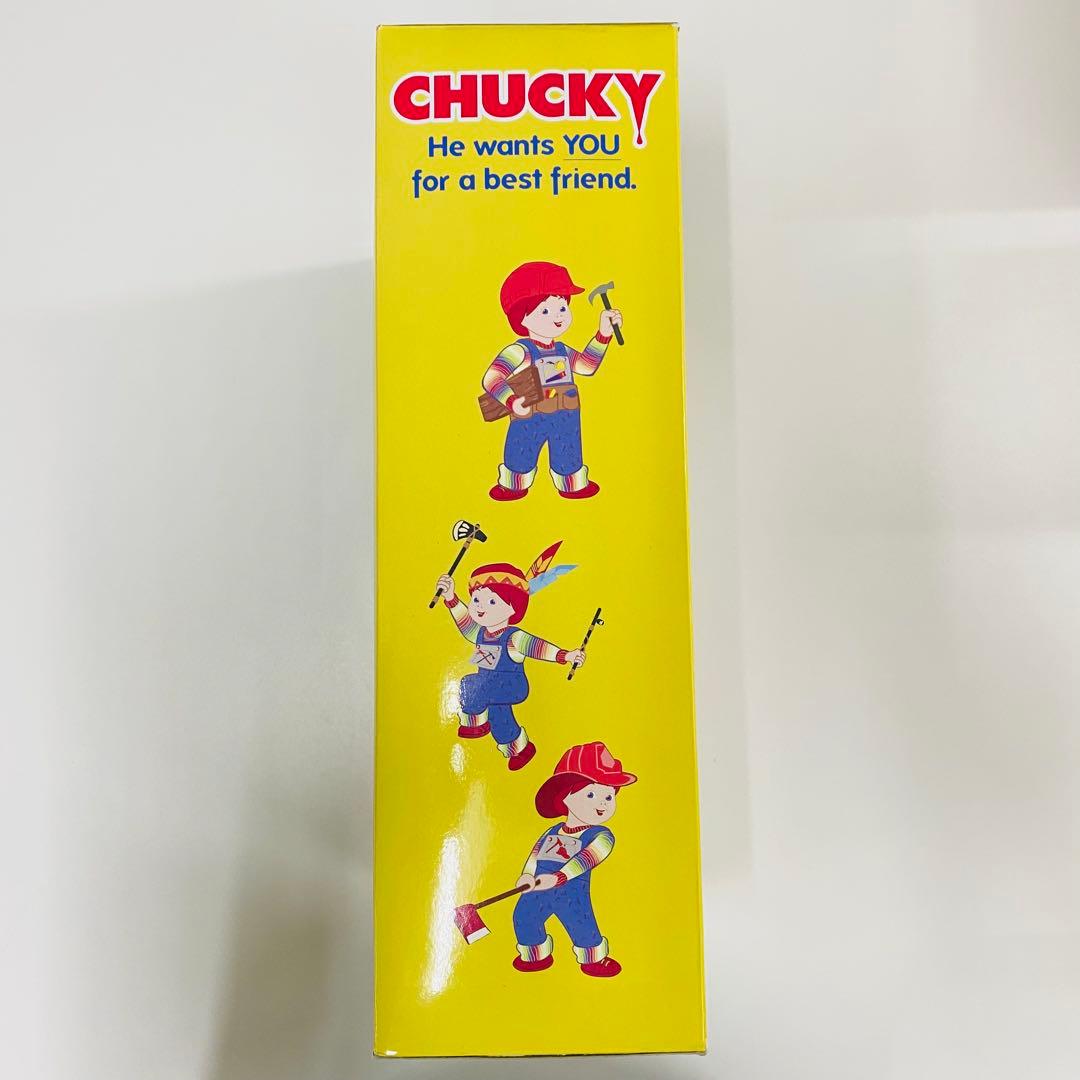 CHUCKY
He wants YOU
for a best friend.